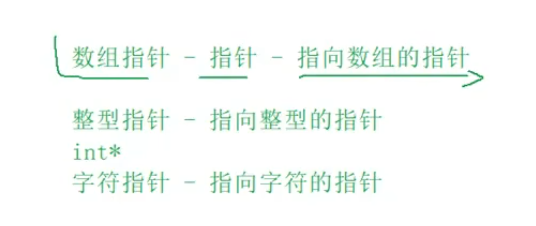 数组指针 - 指针 - 指向数组的指针
整型指针 - 指向整型的指针
int*
字符指针 - 指向字符的指针